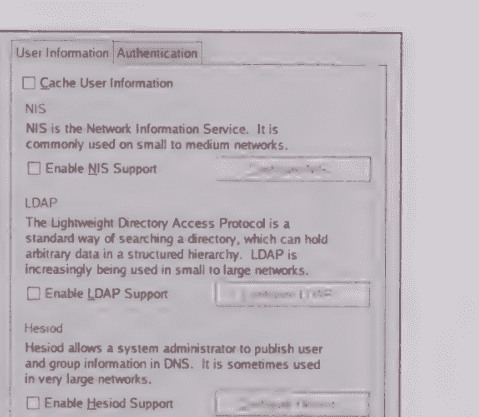 User Information Authentication
Cache User Information
NIS
NIS is the Network Information Service. It is
commonly used on small to medium networks.
Enable NIS Support
LDAP
The Lightweight Directory Access Protocol is a
standard way of searching a directory, which can hold
arbitrary data in a structured hierarchy. LDAP is
increasingly being used in small to large networks.
Enable LDAP Support
Hesiod
Hesiod allows a system administrator to publish user
and group information in DNS. It is sometimes used
in very large networks.
Enable Hesiod Support